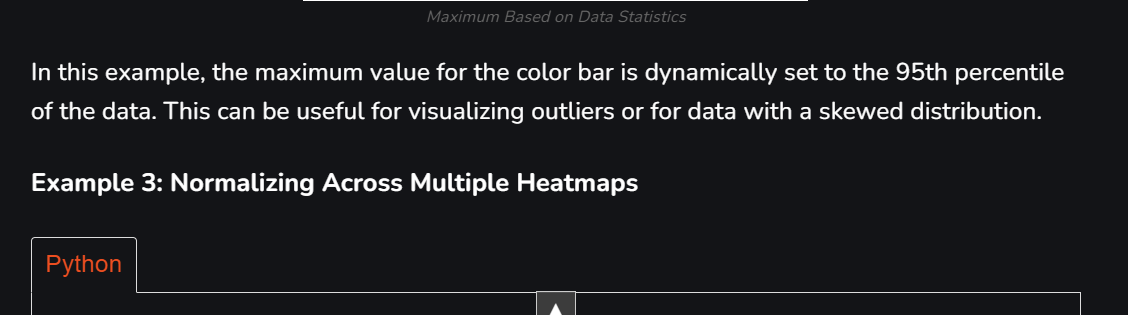 Maximum Based on Data Statistics
In this example, the maximum value for the color bar is dynamically set to the 95th percentile
of the data. This can be useful for visualizing outliers or for data with a skewed distribution.
Example 3: Normalizing Across Multiple Heatmaps
Python